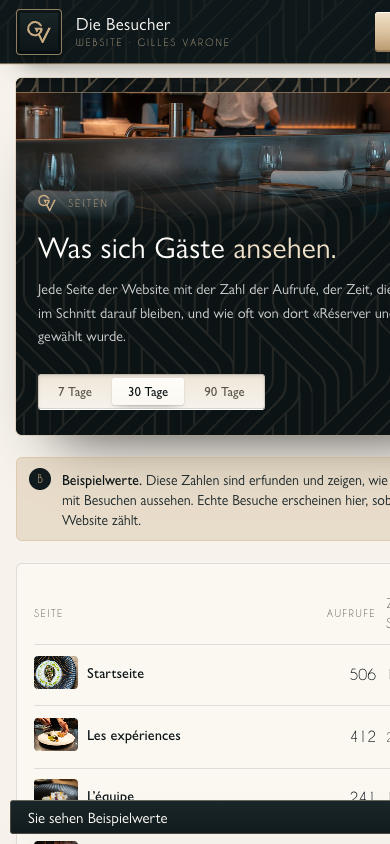 GV
Die Besucher
WEBSITE · GILLES VARONE
GV SEITEN
Was sich Gäste ansehen.
Jede Seite der Website mit der Zahl der Aufrufe, der Zeit, die
im Schnitt darauf bleiben, und wie oft von dort «Réserver un
gewählt wurde.
7 Tage 30 Tage 90 Tage
B Beispielwerte. Diese Zahlen sind erfunden und zeigen, wie
mit Besuchen aussehen. Echte Besuche erscheinen hier, sob
Website zählt.
SEITE AUFRUFE
Startseite 506
Les expériences 412
L'équipe 241
Sie sehen Beispielwerte